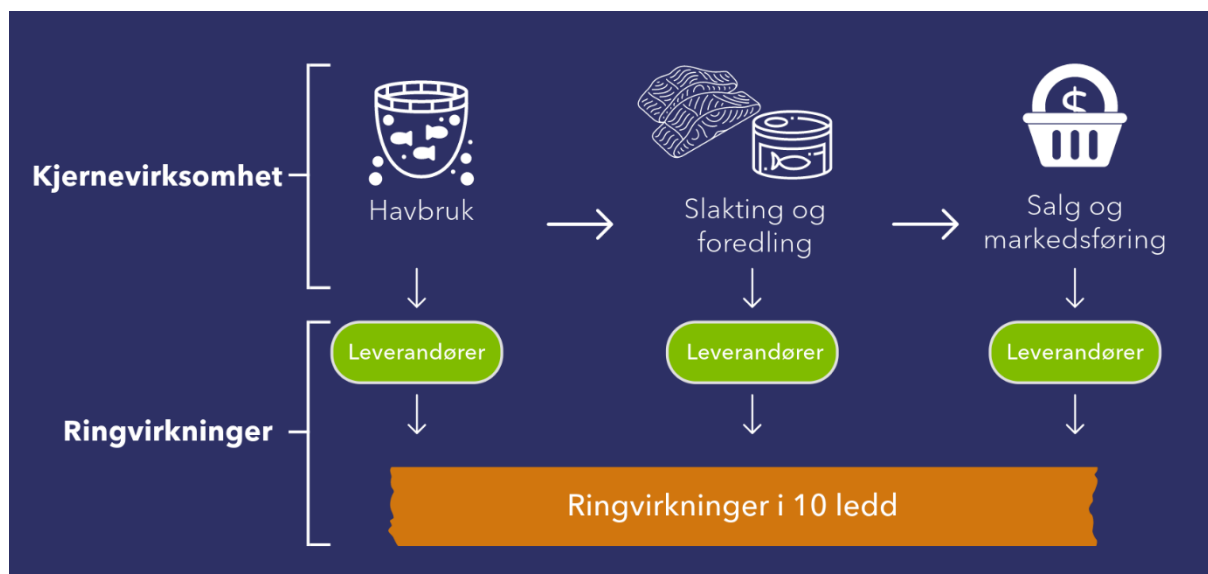 Kjernevirksomhet
Havbruk
Slakting og
foredling
Salg og
markedsføring
Leverandører
Leverandører
Leverandører
Ringvirkninger
Ringvirkninger i 10 ledd